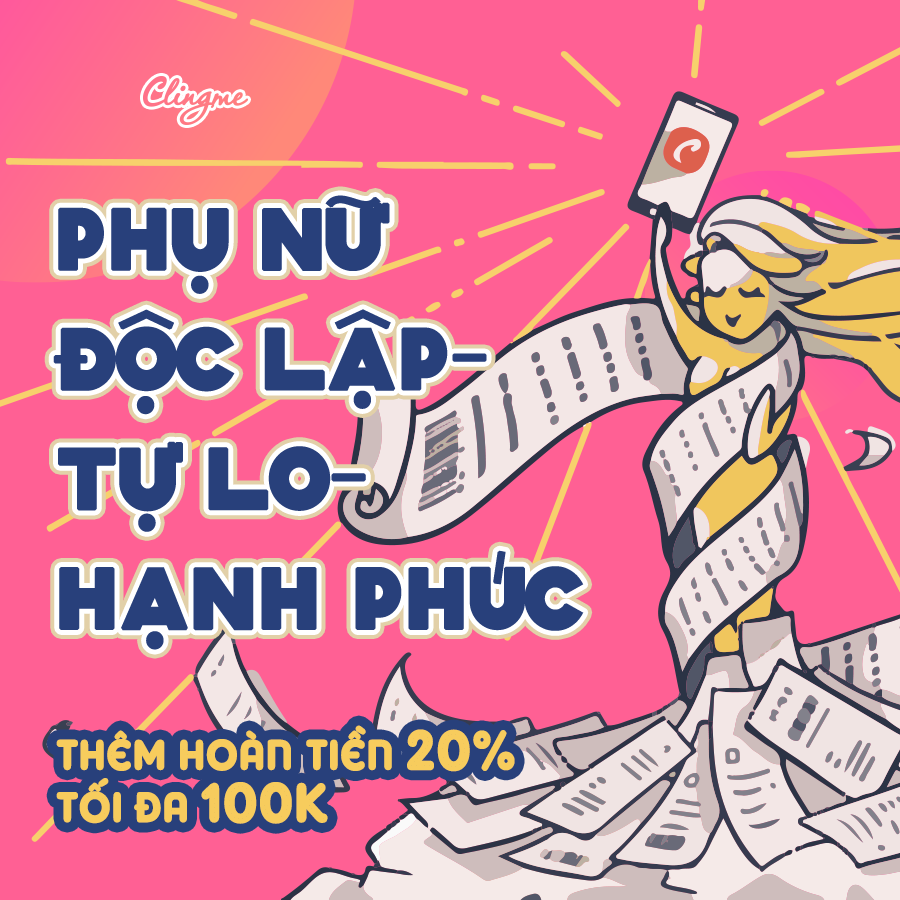 Clingme
PHỤ NỮ
ĐỘC LẬP-
TỰ LO-
HẠNH PHÚC
THÊM HOÀN TIỀN 20%
TỐI ĐA 100K